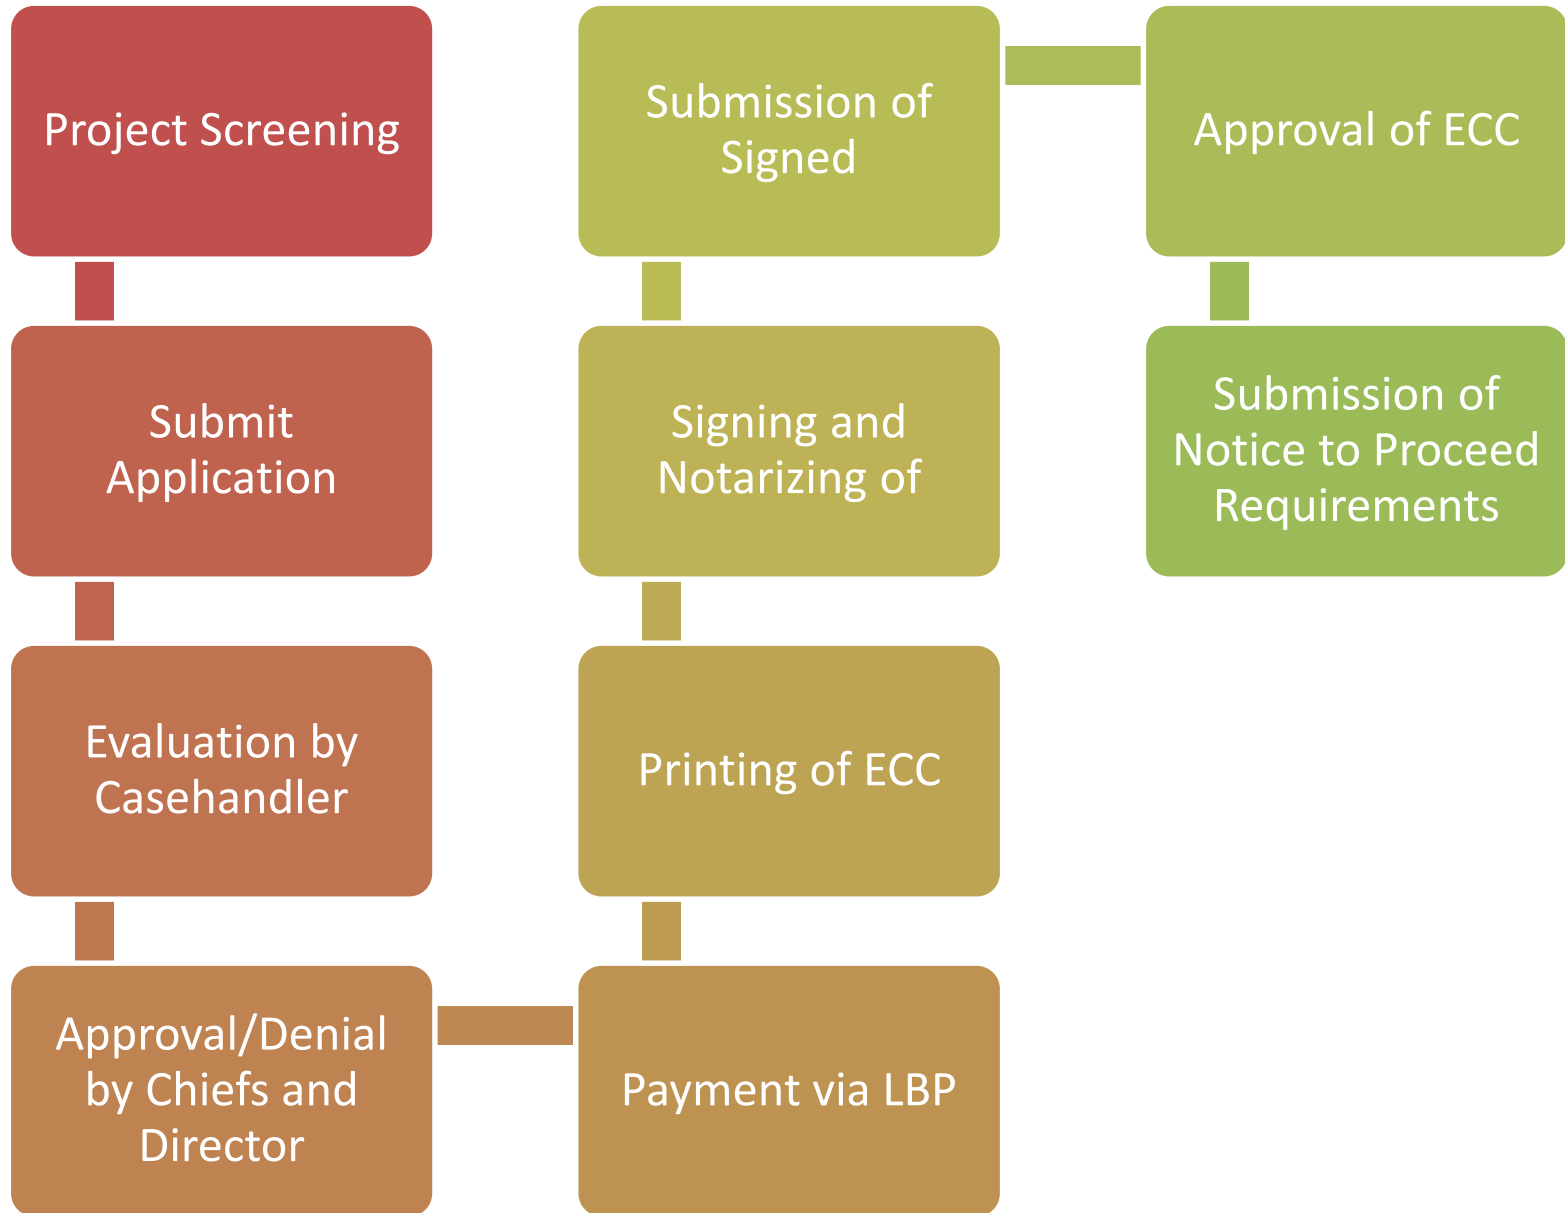 Project Screening
Submit
Application
Evaluation by
Casehandler
Approval/Denial
by Chiefs and
Director
Payment via LBP
Printing of ECC
Signing and
Notarizing of
Submission of
Signed
Approval of ECC
Submission of
Notice to Proceed
Requirements